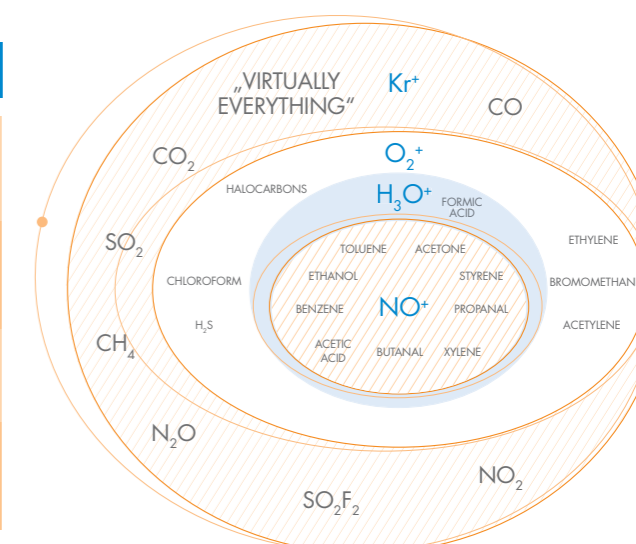 „VIRTUALLY
EVERYTHING“
Kr⁺
CO
CO₂
O₂⁺
HALOCARBONS
H₃O⁺
FORMIC
ACID
SO₂
TOLUENE
ACETONE
ETHYLENE
CHLOROFORM
ETHANOL
STYRENE
BROMOMETHAN
BENZENE
NO⁺
PROPANAL
H₂S
ACETYLENE
CH₄
ACETIC
ACID
BUTANAL
XYLENE
N₂O
NO₂
SO₂F₂